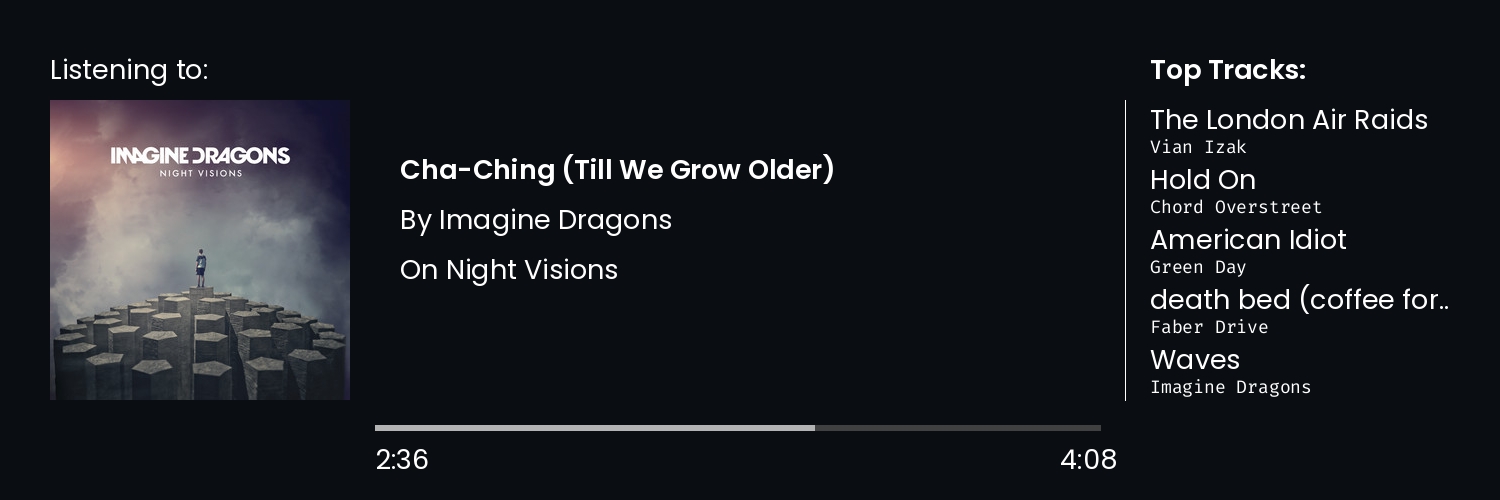 Listening to:
IMAGINE DRAGONS
NIGHT VISIONS
Cha-Ching (Till We Grow Older)
By Imagine Dragons
On Night Visions
2:36
4:08
Top Tracks:
The London Air Raids
Vian Izak
Hold On
Chord Overstreet
American Idiot
Green Day
death bed (coffee for..
Faber Drive
Waves
Imagine Dragons